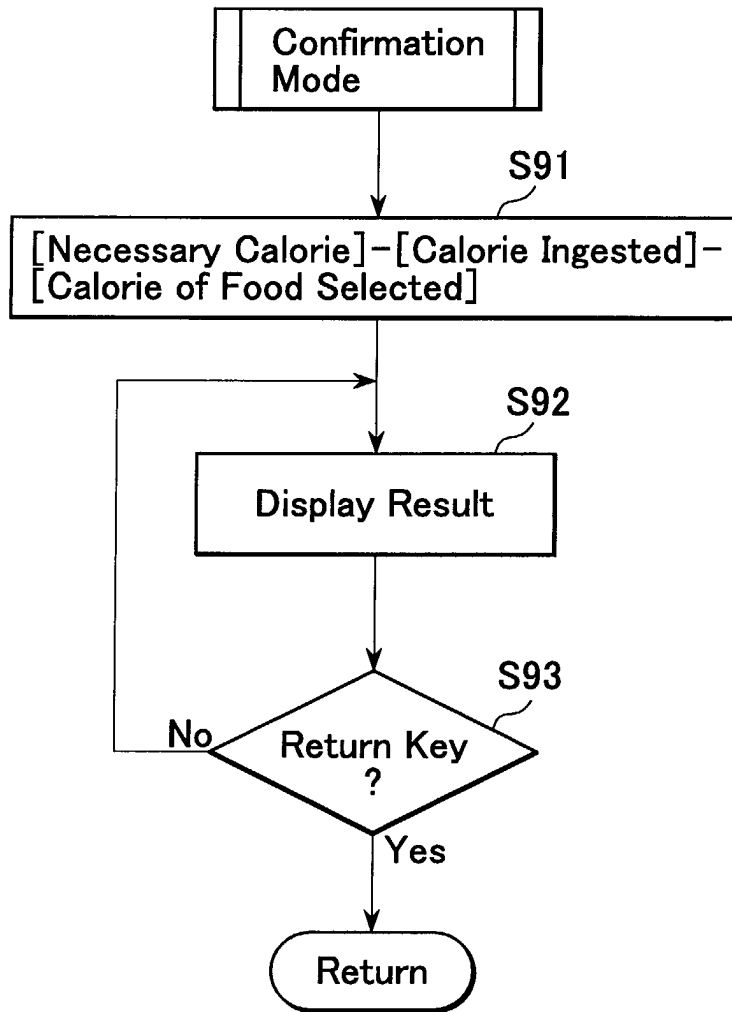 Confirmation
Mode
S91
[Necessary Calorie]-[Calorie Ingested]-
[Calorie of Food Selected]
S92
Display Result
S93
No
Return Key
?
Yes
Return